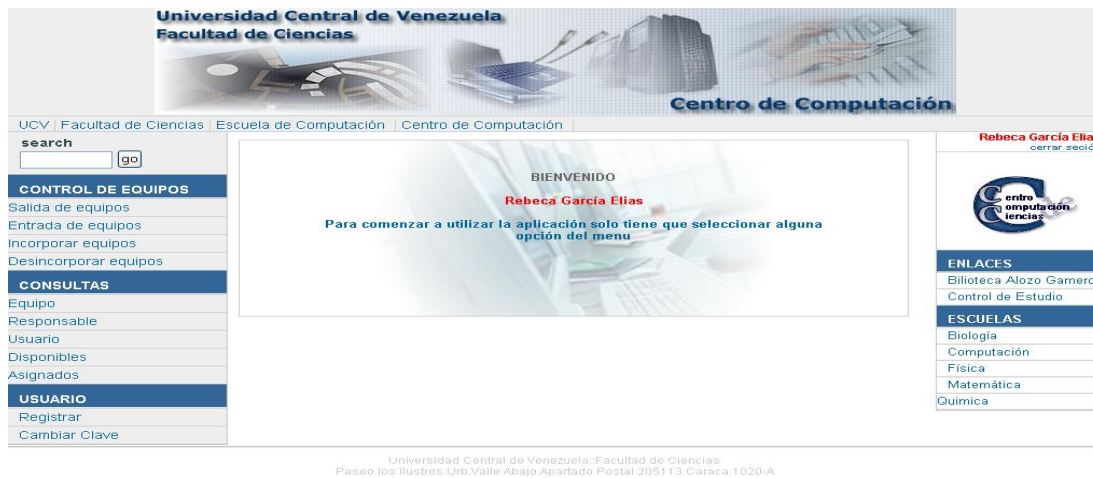 Universidad Central de Venezuela
Facultad de Ciencias
Centro de Computación
UCV | Facultad de Ciencias | Escuela de Computación | Centro de Computación |
search
go
CONTROL DE EQUIPOS
Salida de equipos
Entrada de equipos
Incorporar equipos
Desincorporar equipos
CONSULTAS
Equipo
Responsable
Usuario
Disponibles
Asignados
USUARIO
Registrar
Cambiar Clave
BIENVENIDO
Rebeca García Elias
Para comenzar a utilizar la aplicación solo tiene que seleccionar alguna
opción del menu
Rebeca García Elia
cerrar seció
Centro
Computación
Ciencias
ENLACES
Bilioteca Alozo Gamero
Control de Estudio
ESCUELAS
Biología
Computación
Física
Matemática
Quimica
Universidad Central de Venezuela::Facultad de Ciencias
Paseo los Ilustres.Urb.Valle Abajo.Apartado Postal 205113.Caraca 1020-A